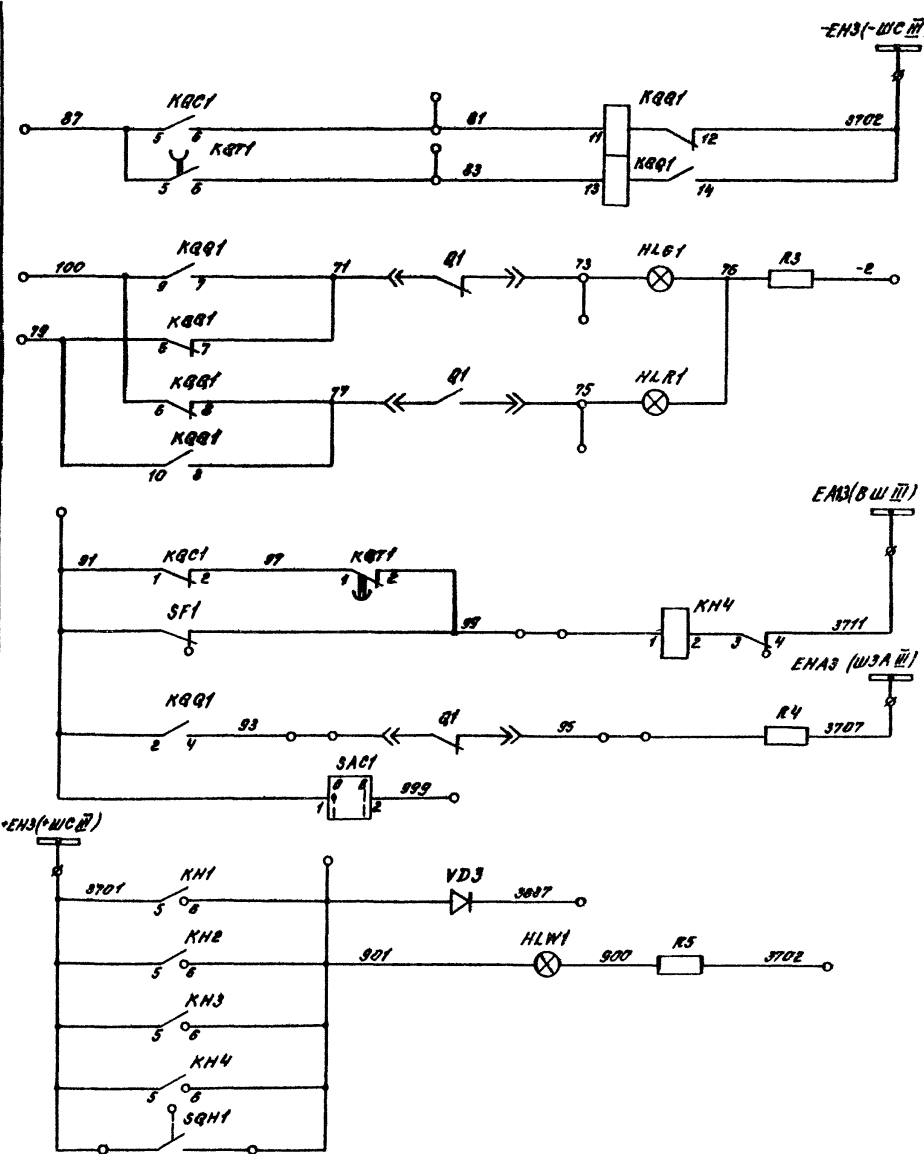 -ЕНЗ(-ШС III)
87 KQC1 5 6 81 11 KQQ1 12 3702
KQT1 5 6 83 13 KQQ1 14
100 KQQ1 9 7 71 Q1 73 HLG1 76 R3 -2
79 KQQ1 5 7
KQQ1 6 8 77 Q1 75 HLR1
KQQ1 10 8
ЕА13(В Ш III)
91 KQC1 1 2 97 KQT1 1 2
SF1 99 1 KH4 2 3 4 3711
ЕНАЗ (ШЗА III)
KQQ1 2 4 93 Q1 95 R4 3707
SAC1 1 2 999
+ЕНЗ(+ШС III)
3701 KH1 5 6 VD3 3887
KH2 5 6 901 HLW1 900 R5 3702
KH3 5 6
KH4 5 6
SQH1